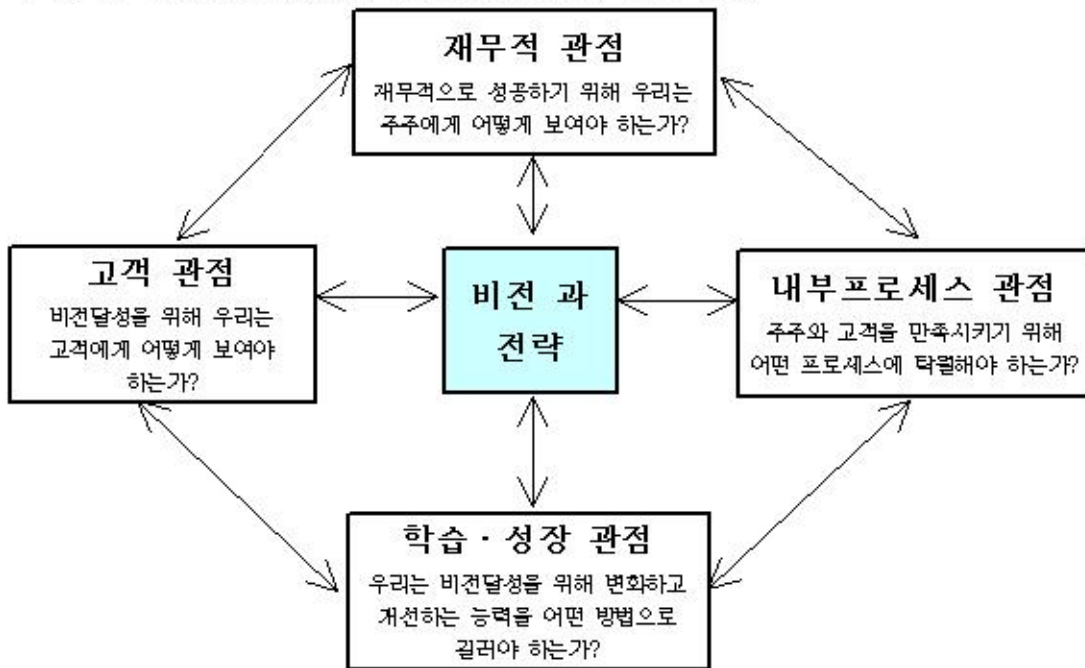 재무적 관점
재무적으로 성공하기 위해 우리는
주주에게 어떻게 보여야 하는가?
고객 관점
비전달성을 위해 우리는
고객에게 어떻게 보여야
하는가?
비전 과
전략
내부프로세스 관점
주주와 고객을 만족시키기 위해
어떤 프로세스에 탁월해야 하는가?
학습 · 성장 관점
우리는 비전달성을 위해 변화하고
개선하는 능력을 어떤 방법으로
길러야 하는가?